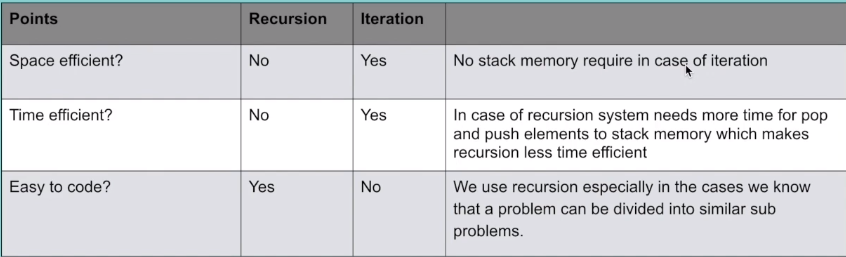 Points Recursion Iteration
Space efficient? No Yes No stack memory require in case of iteration
Time efficient? No Yes In case of recursion system needs more time for pop
and push elements to stack memory which makes
recursion less time efficient
Easy to code? Yes No We use recursion especially in the cases we know
that a problem can be divided into similar sub
problems.